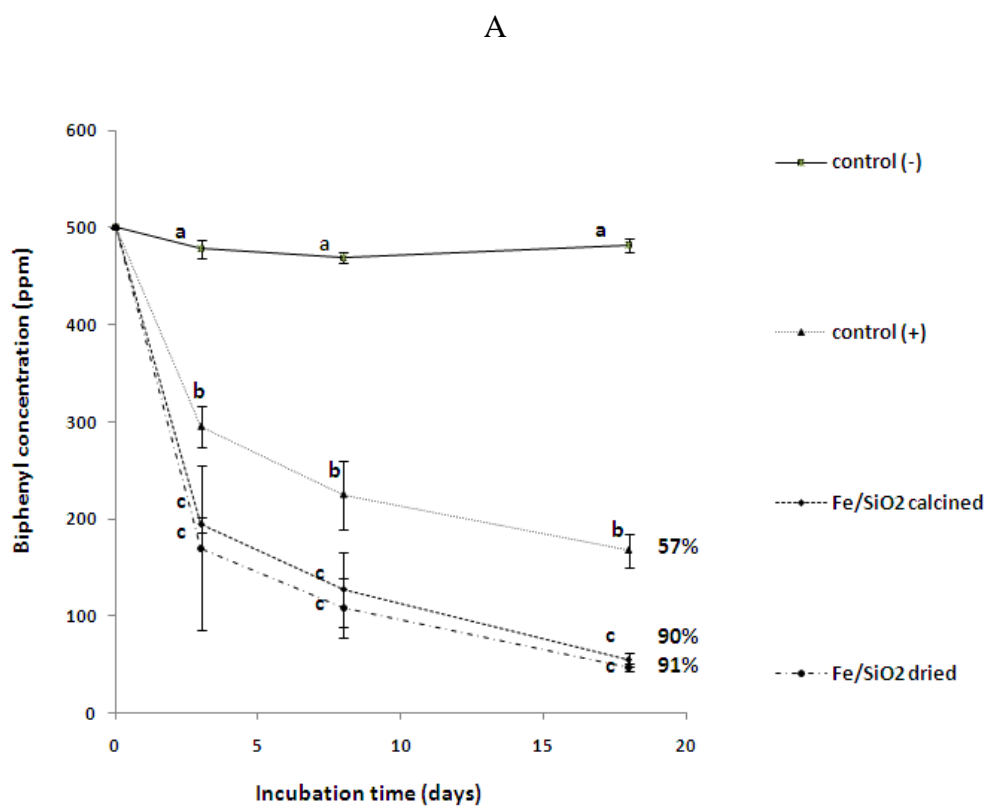 A
600
500
400
300
200
100
0
Biphenyl concentration (ppm)
a
a
a
b
b
b
57%
c
c
c
c
c
90%
c
91%
0
5
10
15
20
Incubation time (days)
control (-)
control (+)
Fe/SiO2 calcined
Fe/SiO2 dried